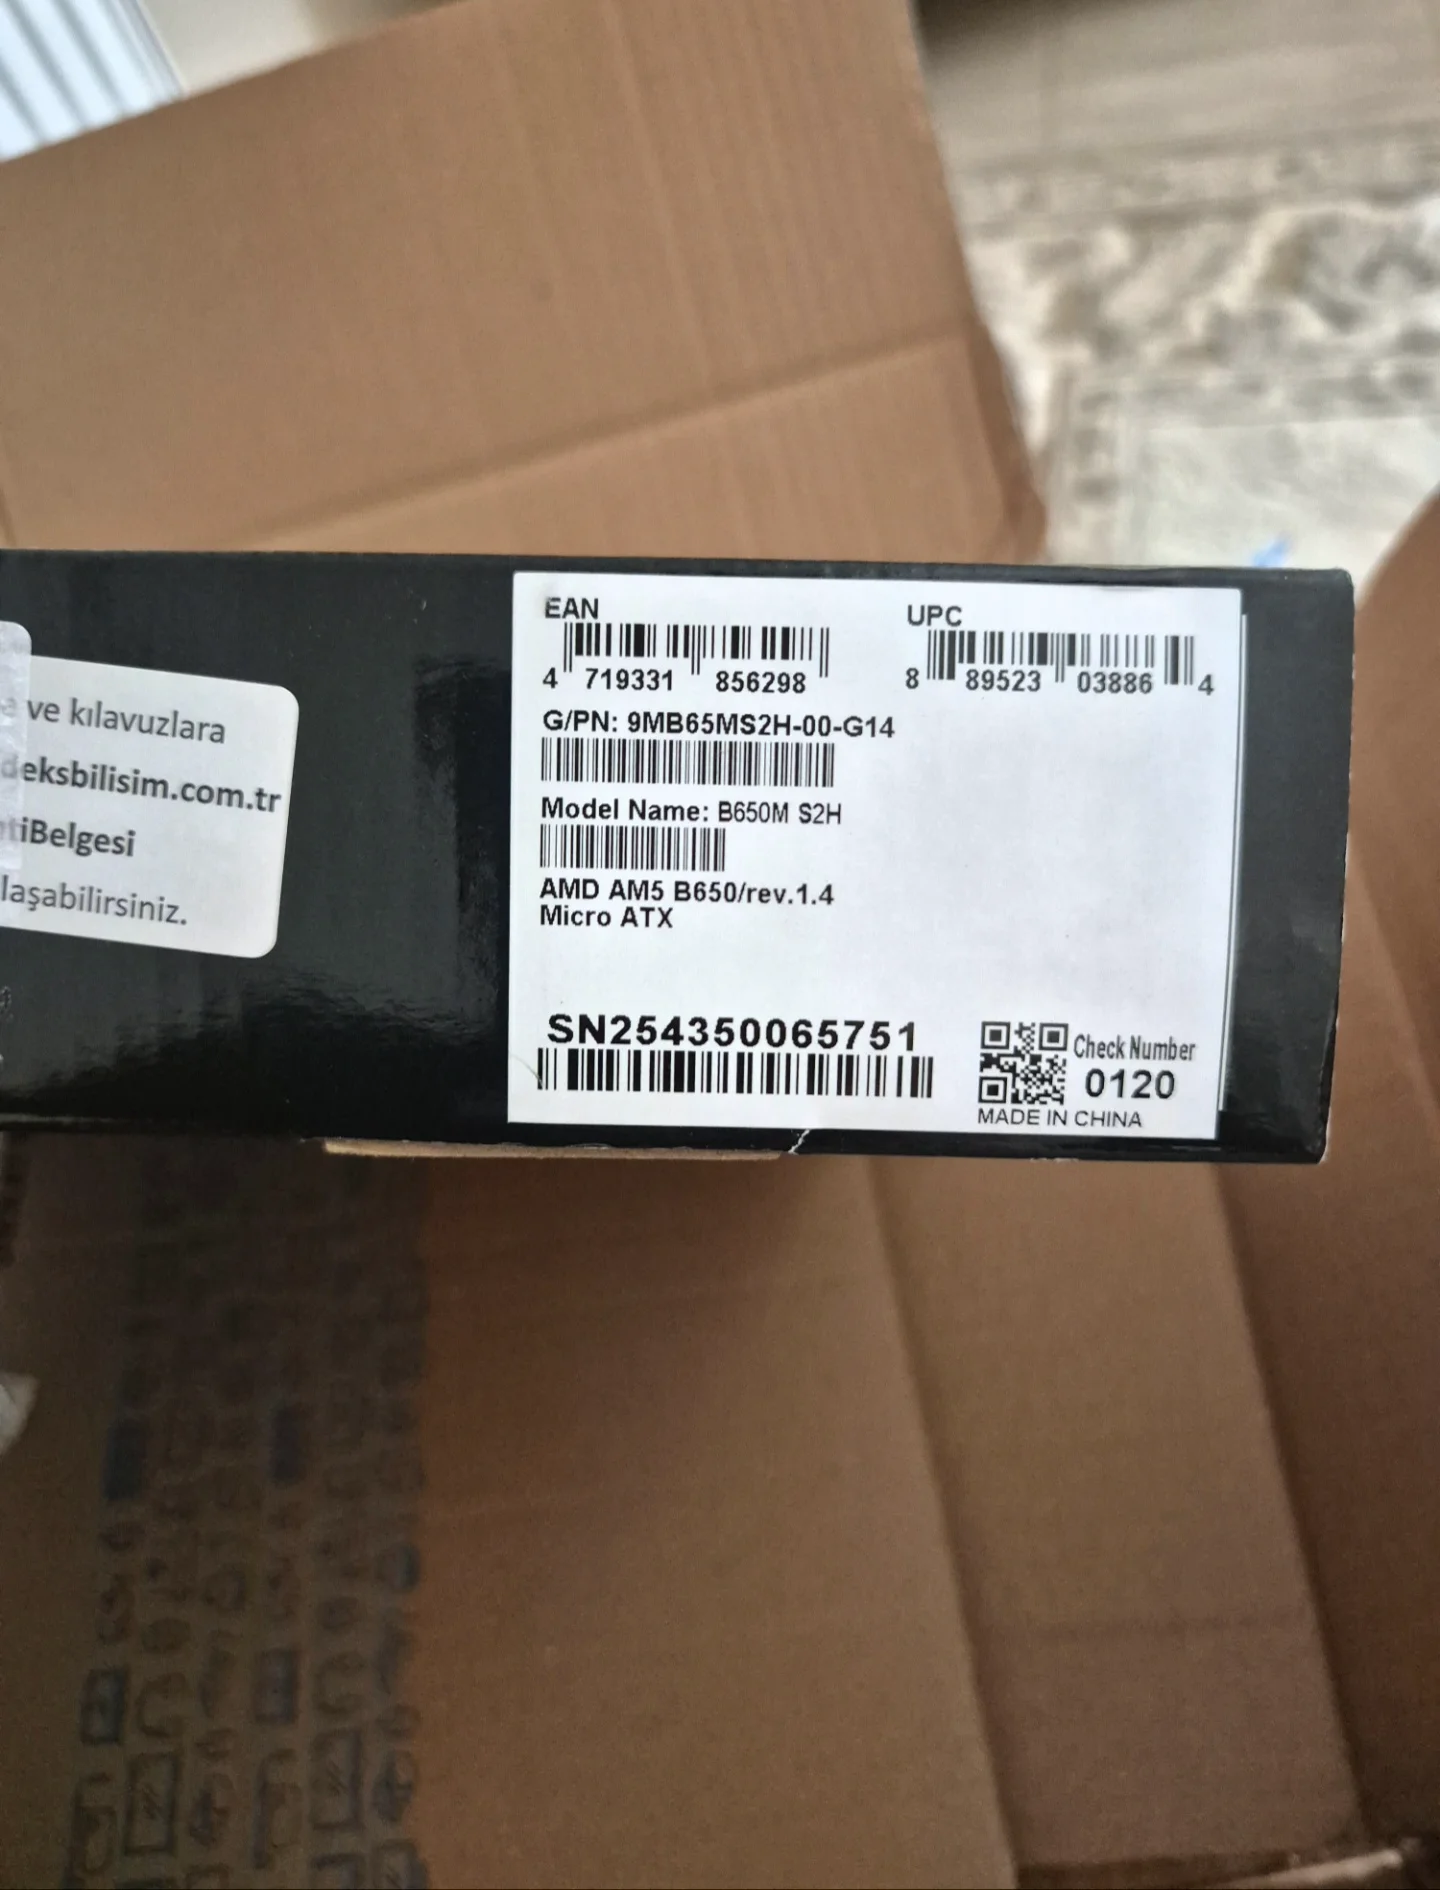 ve kılavuzlara
deksbilisim.com.tr
tiBelgesi
laşabilirsiniz.
EAN
4 719331 856298
UPC
8 89523 03886 4
G/PN: 9MB65MS2H-00-G14
Model Name: B650M S2H
AMD AM5 B650/rev.1.4
Micro ATX
SN254350065751
Check Number
0120
MADE IN CHINA